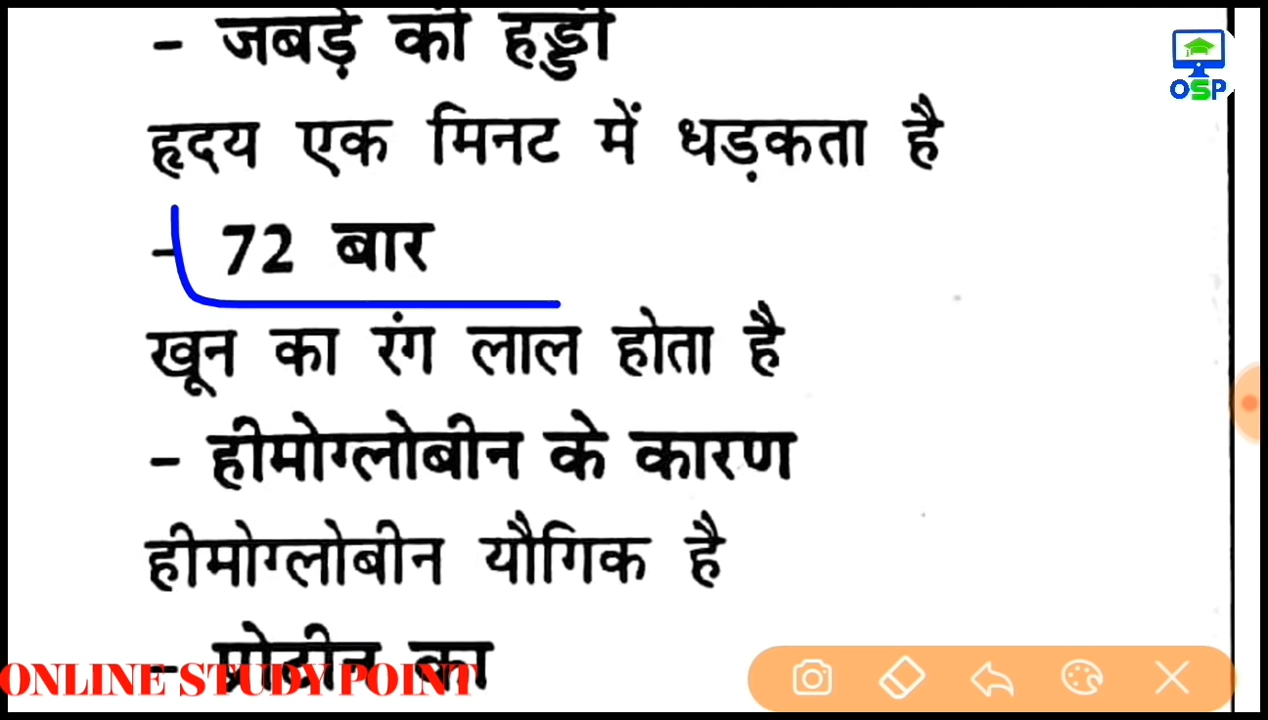 - जबड़े की हड्डी
OSP
हृदय एक मिनट में धड़कता है
- 72 बार
खून का रंग लाल होता है
- हीमोग्लोबीन के कारण
हीमोग्लोबीन यौगिक है
- प्रोटीन का
ONLINE STUDY POINT